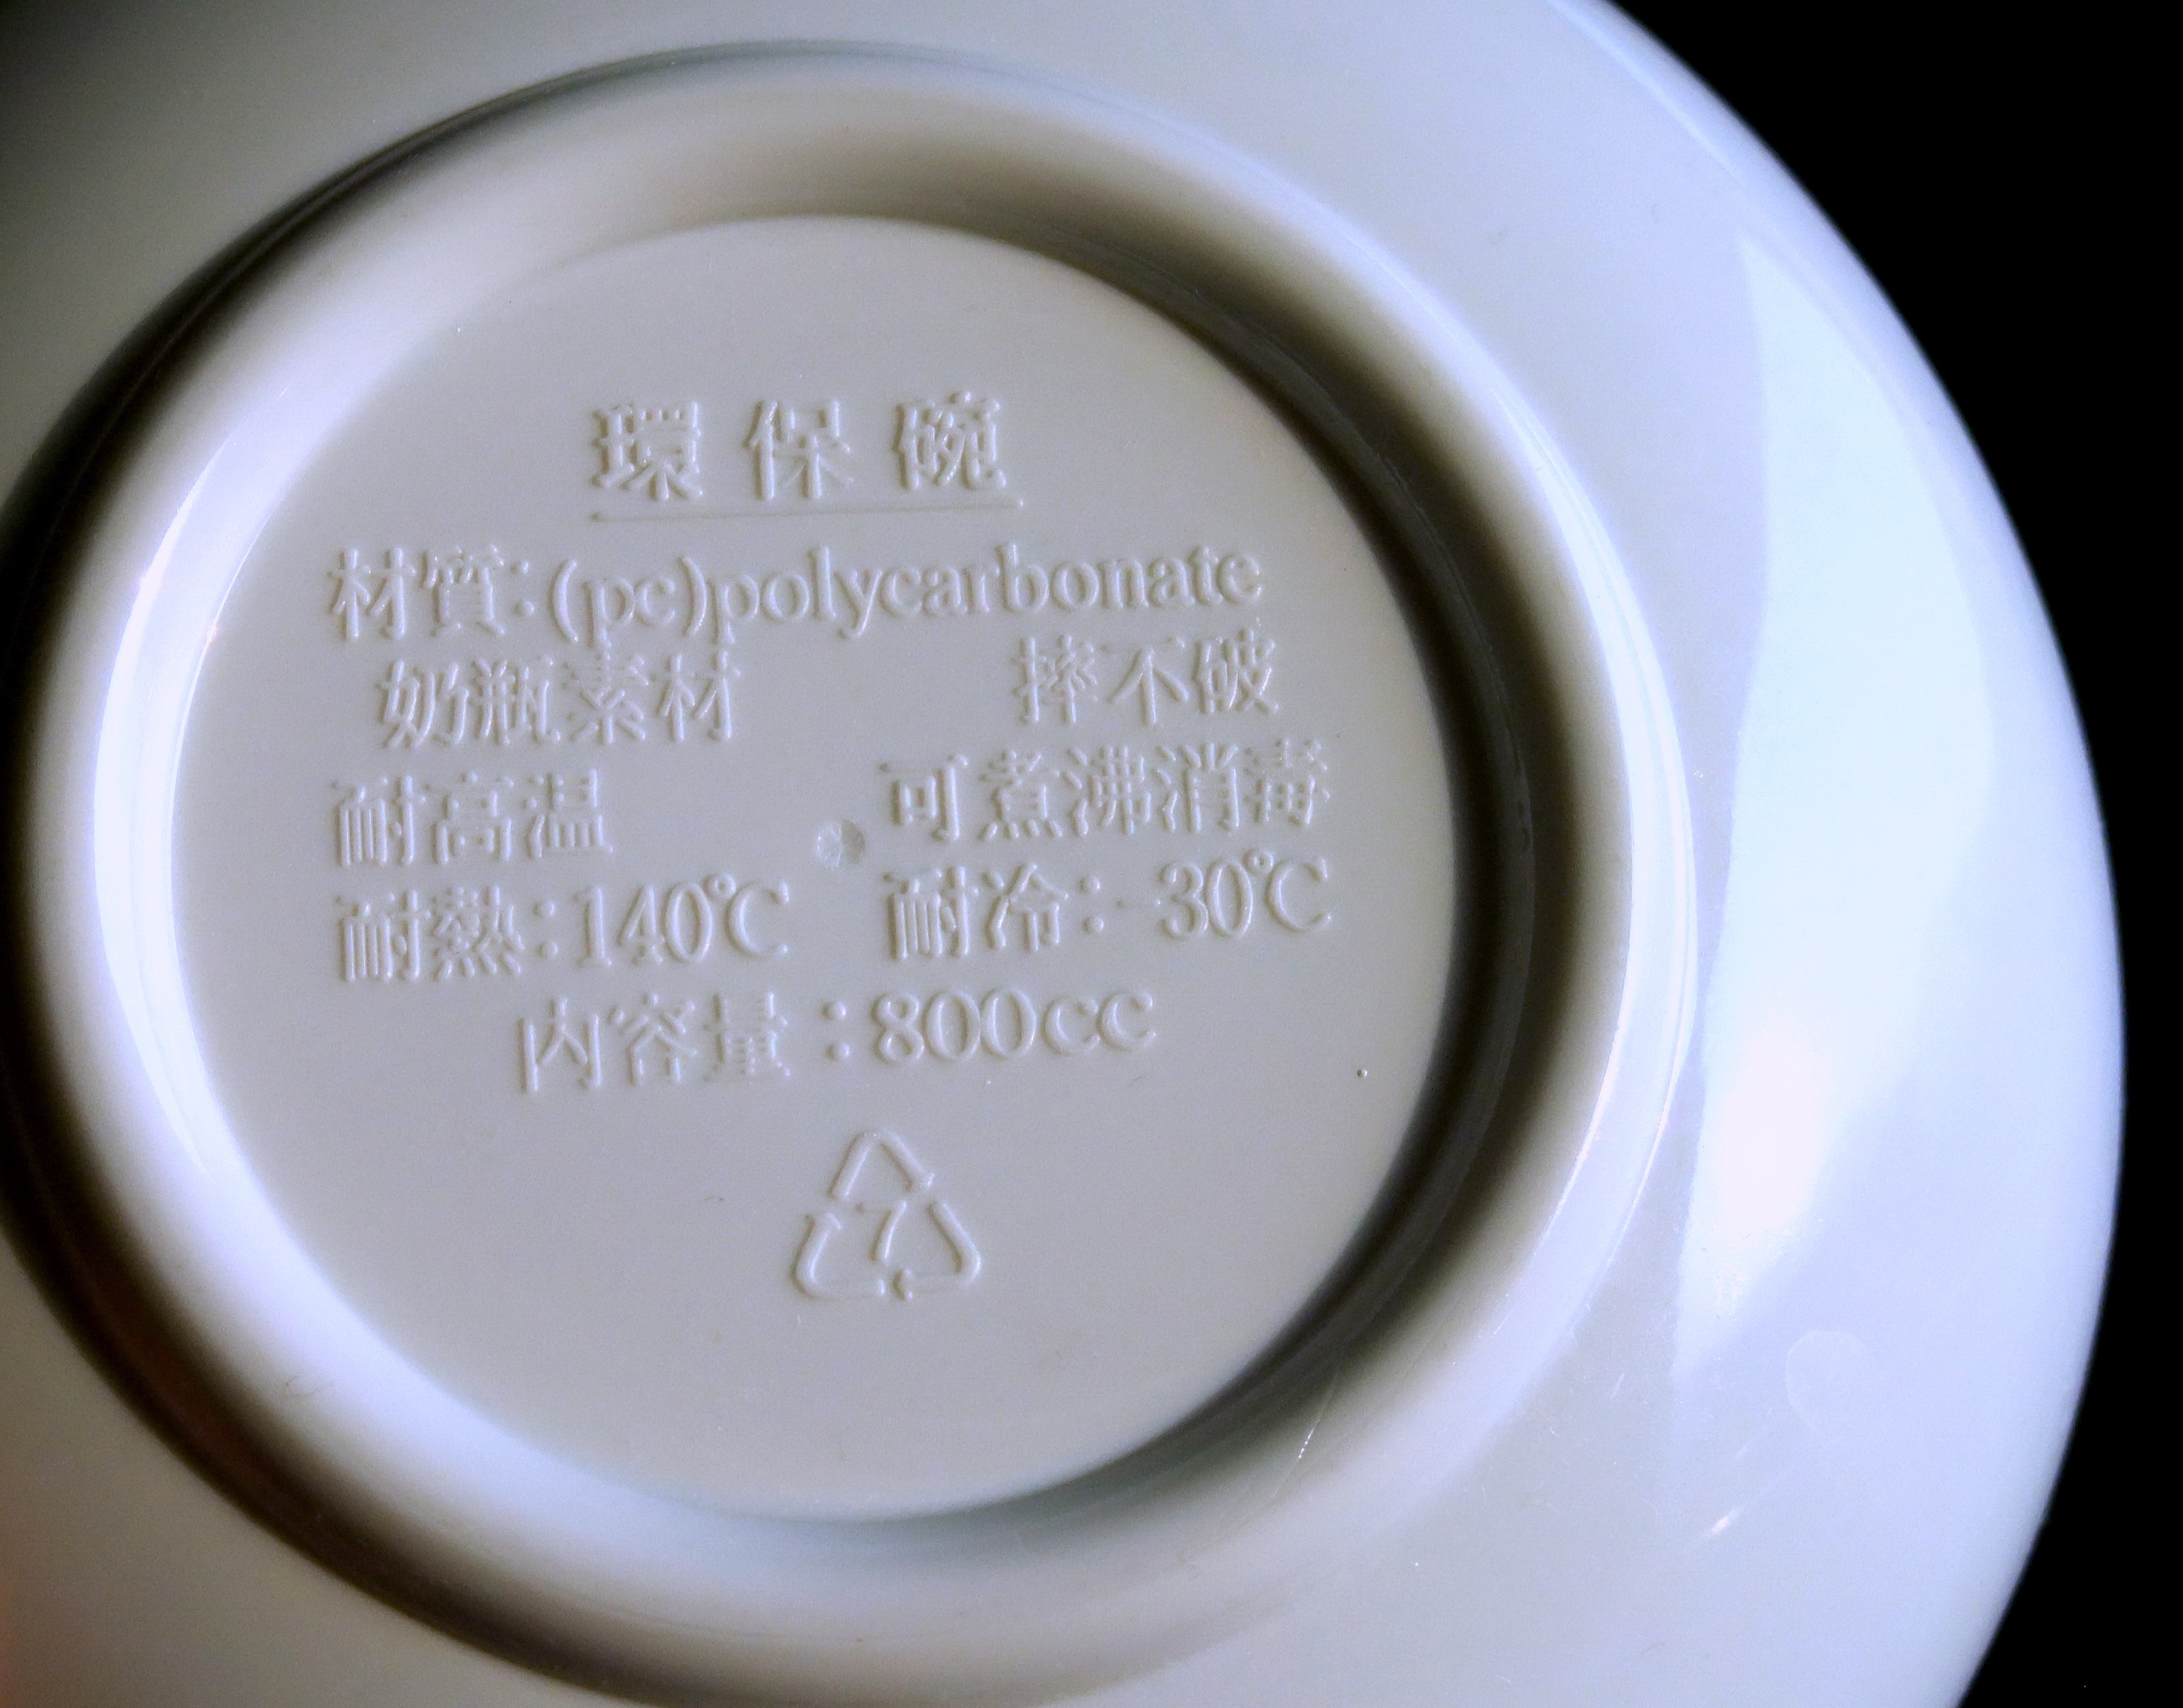 環保碗
材質:(pc)polycarbonate
奶瓶素材 摔不破
耐高温 可煮沸消毒
耐熱:140℃ 耐冷:-30℃
內容量:800cc
7